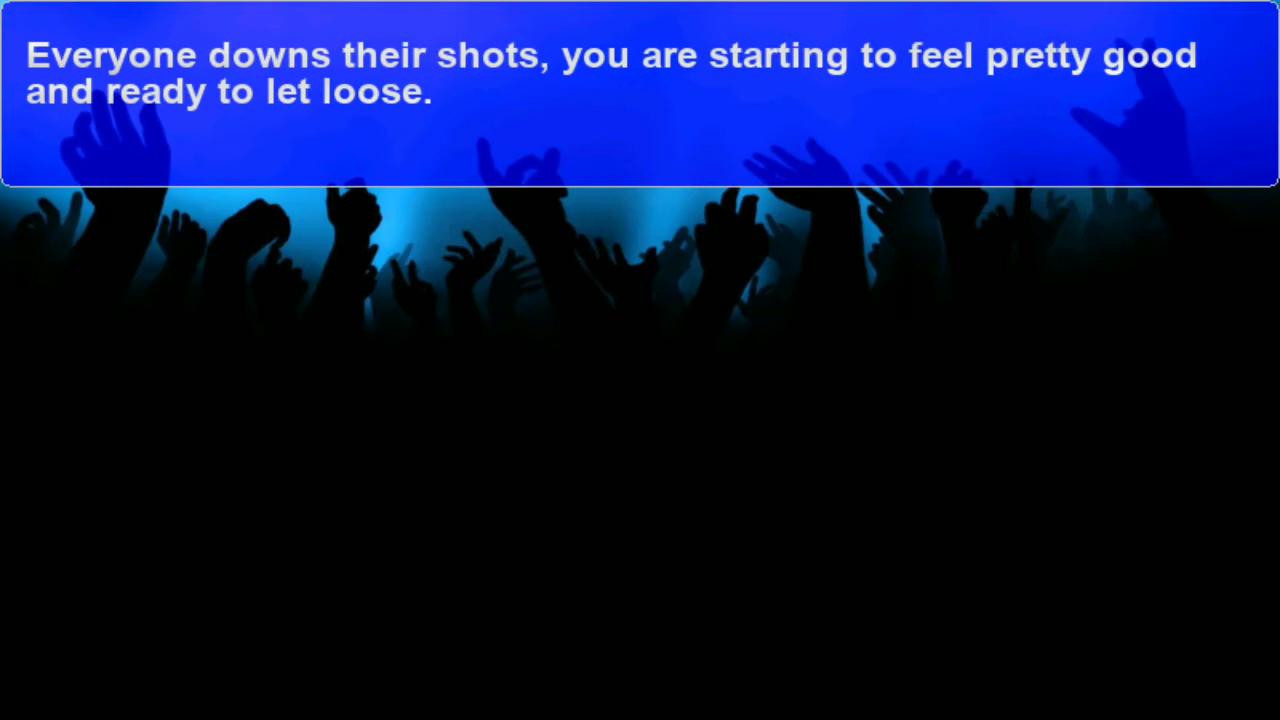 Everyone downs their shots, you are starting to feel pretty good
and ready to let loose.